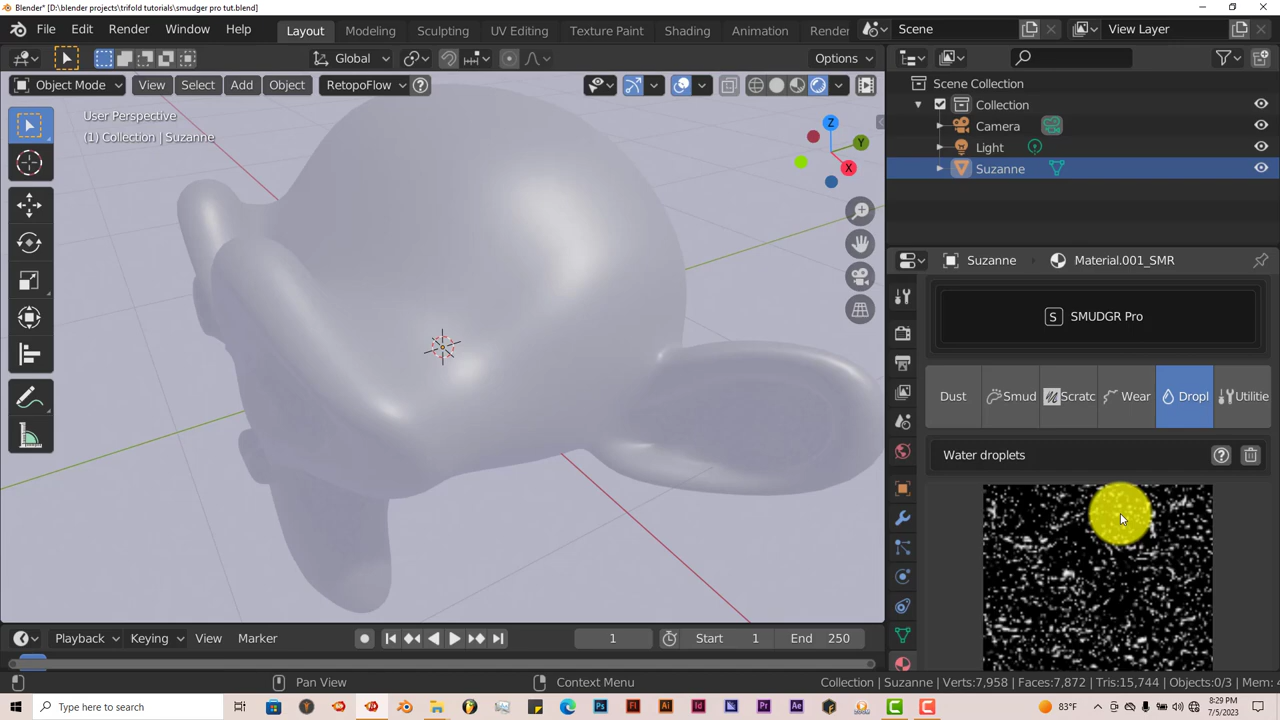 Blender* [D:\blender projects\trifold tutorials\smudger pro tut.blend]
File Edit Render Window Help Layout Modeling Sculpting UV Editing Texture Paint Shading Animation Render Scene View Layer
Global Options
Object Mode View Select Add Object RetopoFlow
User Perspective
(1) Collection | Suzanne
Z
Y
X
Scene Collection
Collection
Camera
Light
Suzanne
Suzanne Material.001_SMR
S SMUDGR Pro
Dust Smud Scratc Wear Dropl Utilitie
Water droplets
Playback Keying View Marker 1 Start 1 End 250
Pan View Context Menu Collection | Suzanne | Verts:7,958 | Faces:7,872 | Tris:15,744 | Objects:0/3 | Mem: 4
Type here to search
83°F
8:29 PM
7/5/2023